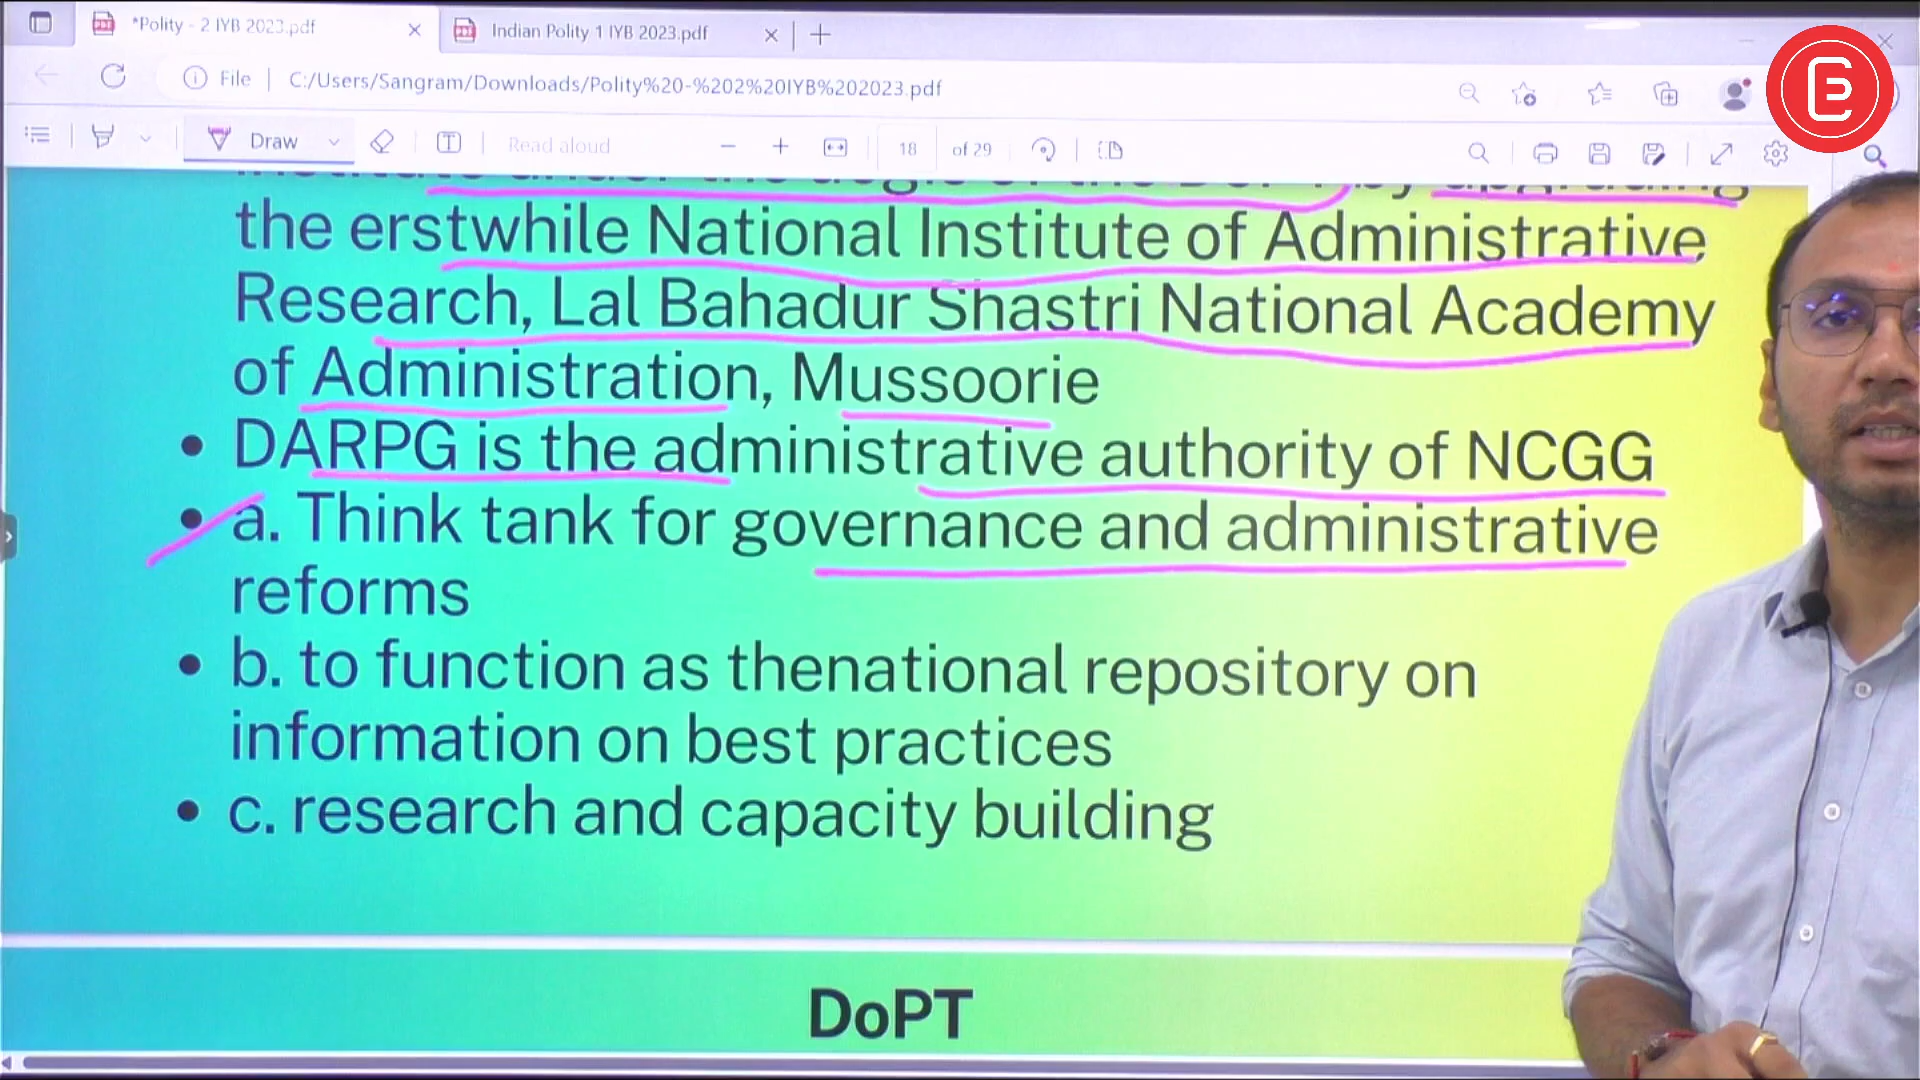 *Polity - 2 IYB 2023.pdf
Indian Polity 1 IYB 2023.pdf
File
C:/Users/Sangram/Downloads/Polity%20-%202%20IYB%202023.pdf
Draw
Read aloud
18 of 29
the erstwhile National Institute of Administrative
Research, Lal Bahadur Shastri National Academy
of Administration, Mussoorie
• DARPG is the administrative authority of NCGG
• a. Think tank for governance and administrative
reforms
• b. to function as thenational repository on
information on best practices
• c. research and capacity building
DoPT